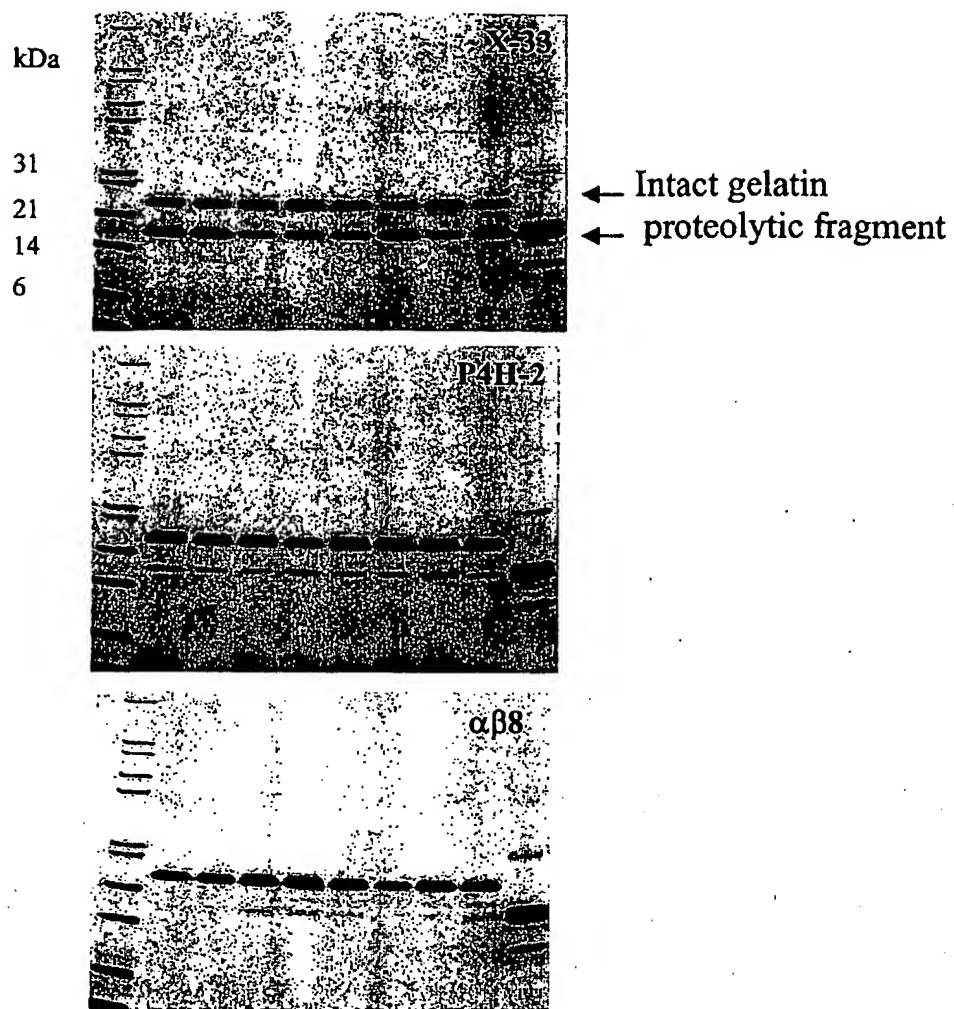 X-33
kDa
31
21
14
6
Intact gelatin
proteolytic fragment
P4H-2
αβ8